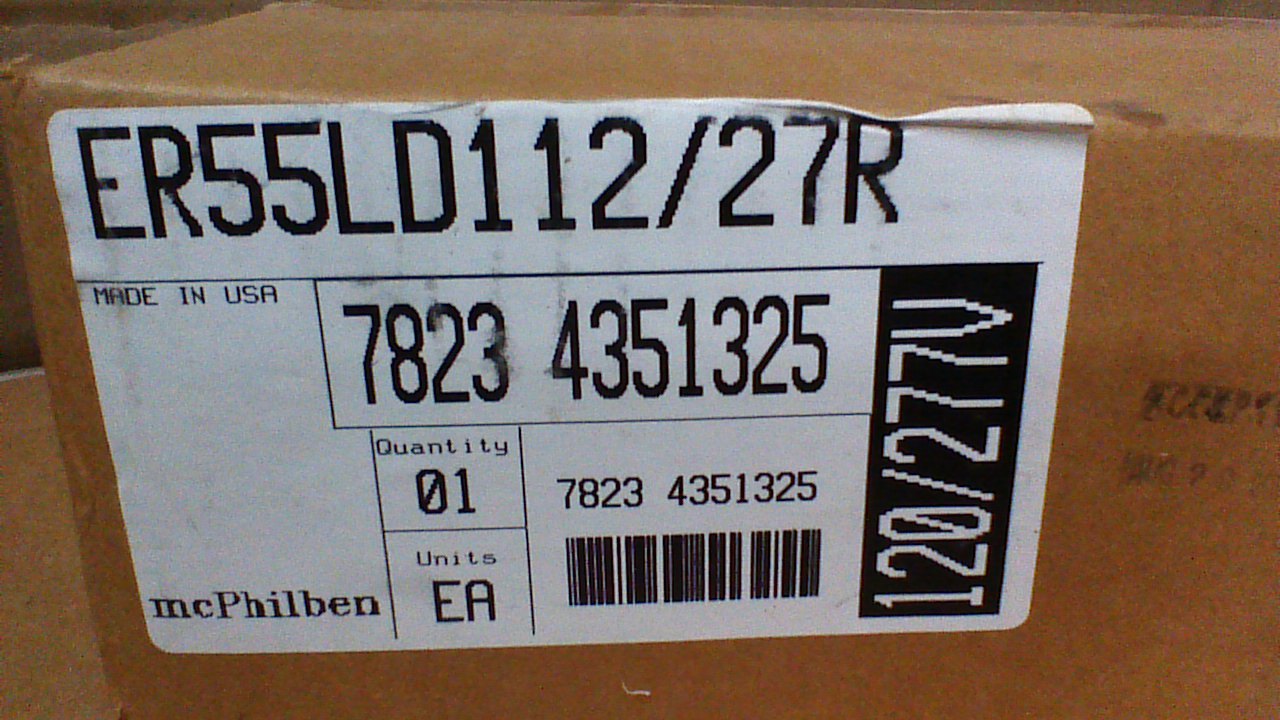 ER55LD112/27R
MADE IN USA
7823 4351325
120/277V
Quantity
01
7823 4351325
Units
EA
mcPhilben